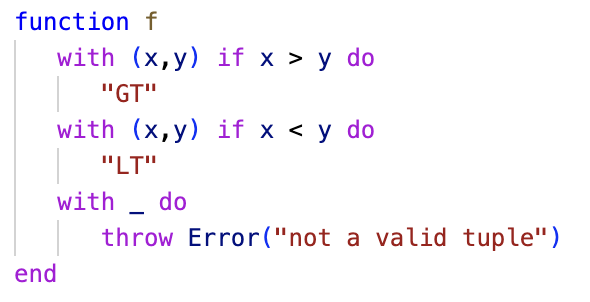 function f
with (x,y) if x > y do
"GT"
with (x,y) if x < y do
"LT"
with _ do
throw Error("not a valid tuple")
end